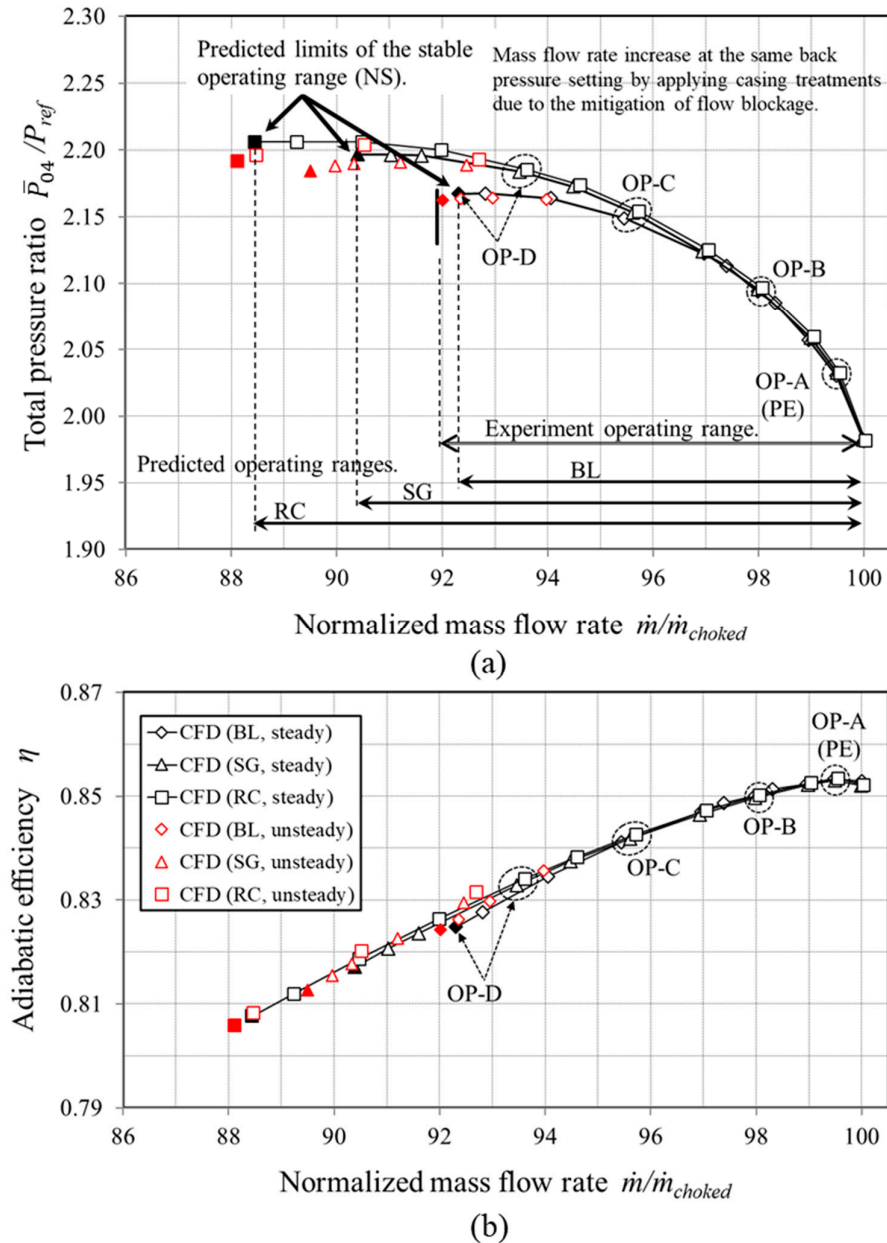 2.30
2.25
2.20
2.15
2.10
2.05
2.00
1.95
1.90
Total pressure ratio P̅04/Pref
Predicted limits of the stable
operating range (NS).
Mass flow rate increase at the same back
pressure setting by applying casing treatments
due to the mitigation of flow blockage.
OP-C
OP-D
OP-B
OP-A
(PE)
Experiment operating range.
Predicted operating ranges.
BL
SG
RC
86
88
90
92
94
96
98
100
Normalized mass flow rate ṁ/ṁchoked
(a)
0.87
0.85
0.83
0.81
0.79
Adiabatic efficiency η
CFD (BL, steady)
CFD (SG, steady)
CFD (RC, steady)
CFD (BL, unsteady)
CFD (SG, unsteady)
CFD (RC, unsteady)
OP-A
(PE)
OP-B
OP-C
OP-D
86
88
90
92
94
96
98
100
Normalized mass flow rate ṁ/ṁchoked
(b)